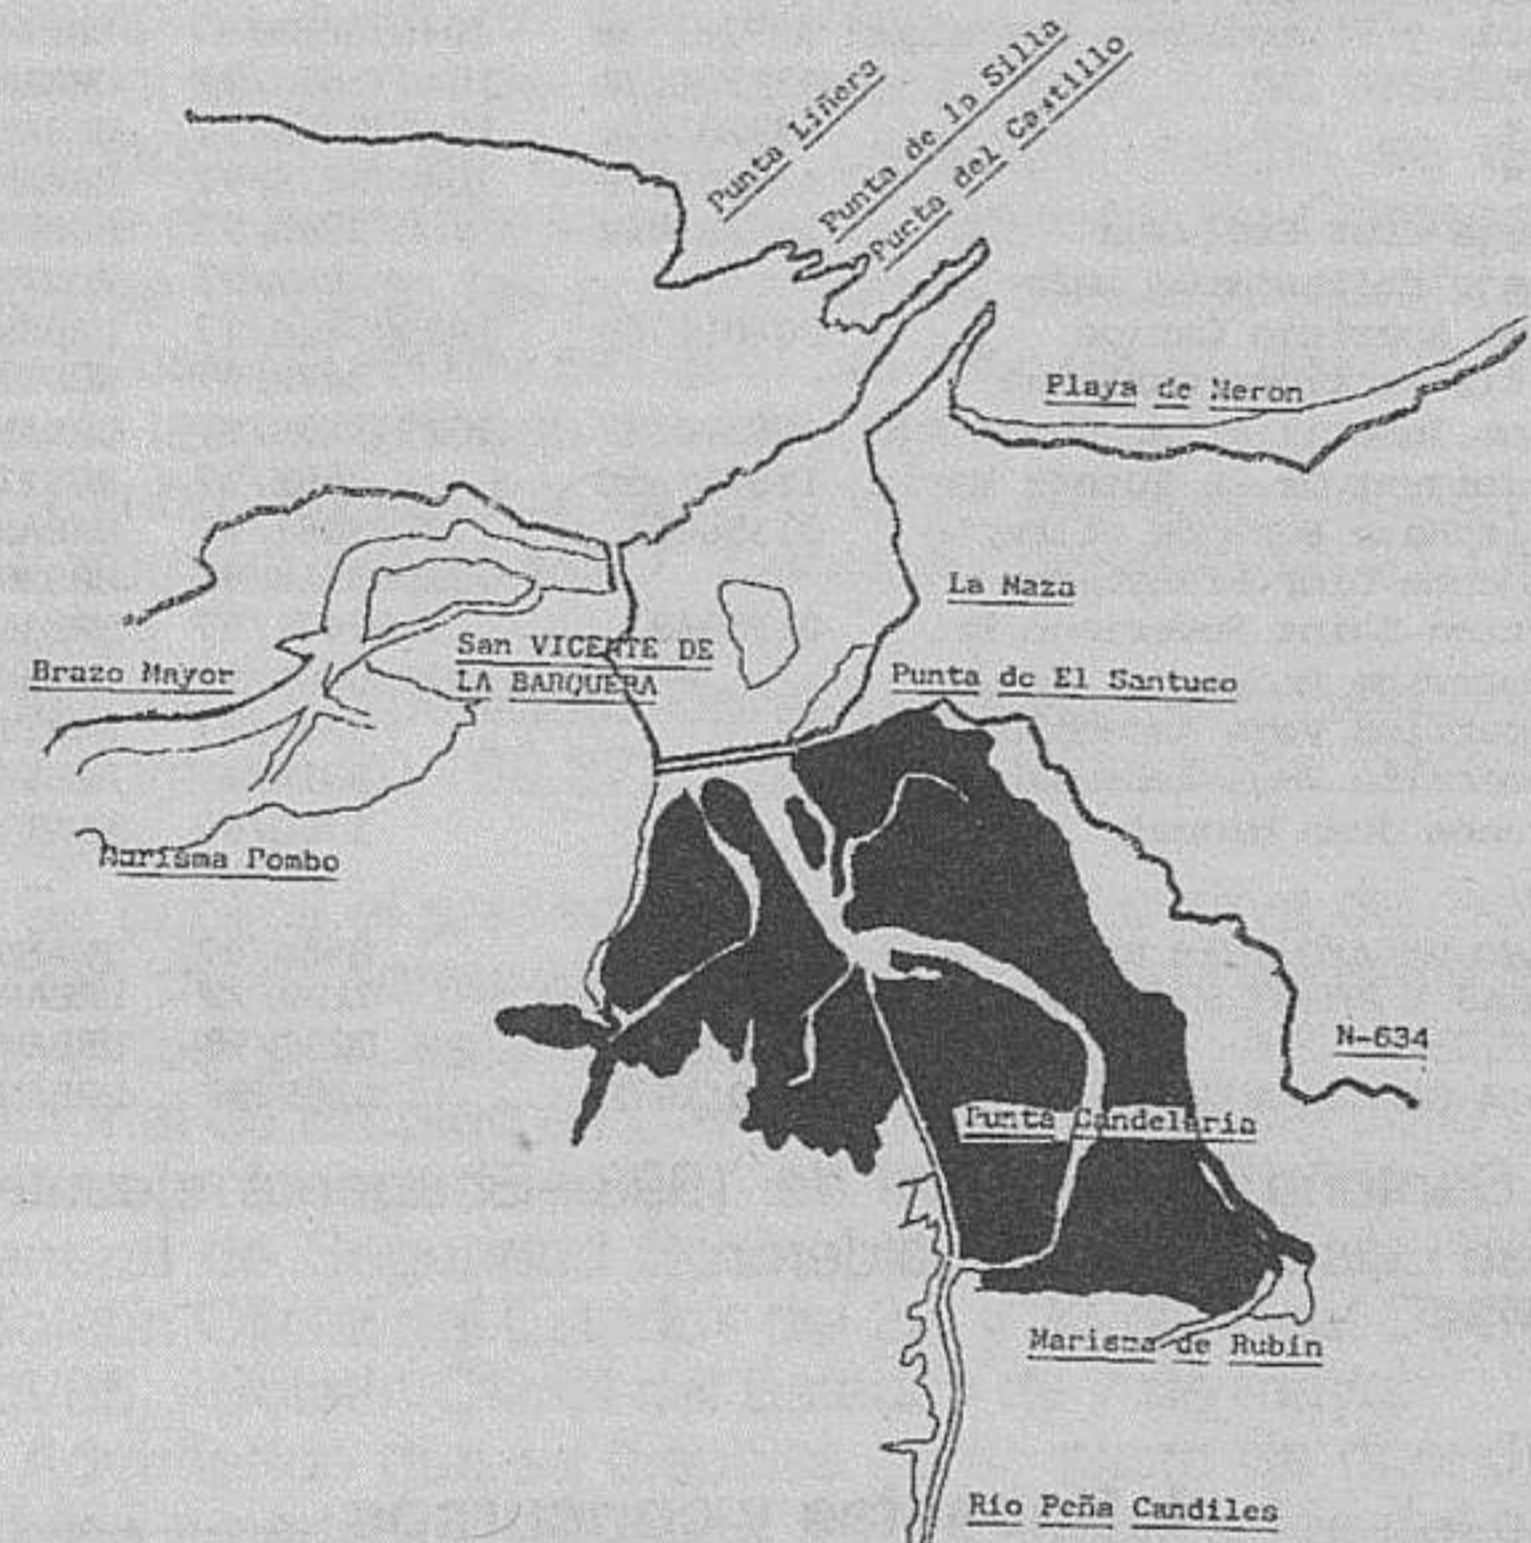 Punta Liñera
Punta de la Silla
Punta del Castillo
Playa de Meron
La Maza
San VICENTE DE
LA BARQUERA
Brazo Mayor
Punta de El Santuco
Marisma Pombo
N-634
Punta Candelaria
Marisma de Rubin
Rio Peña Candiles